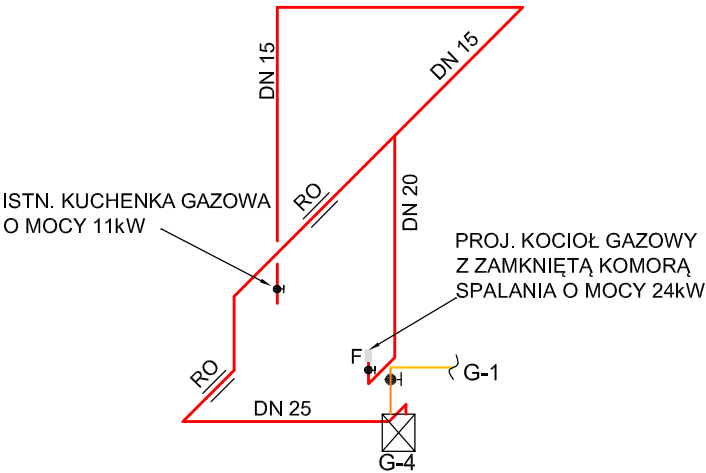 DN 15
DN 15
RO
DN 20
ISTN. KUCHENKA GAZOWA
O MOCY 11kW
PROJ. KOCIOŁ GAZOWY
Z ZAMKNIĘTĄ KOMORĄ
SPALANIA O MOCY 24kW
F
G-1
RO
DN 25
G-4